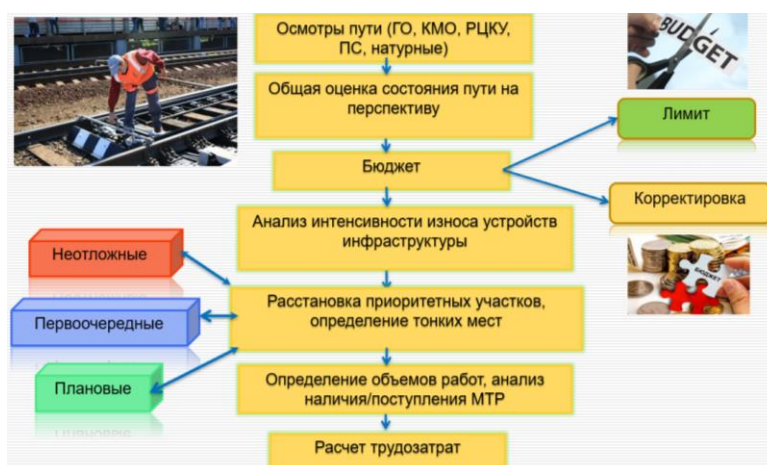 Осмотры пути (ГО, КМО, РЦКУ,
ПС, натурные)
BUDGET
Общая оценка состояния пути на
перспективу
Лимит
Бюджет
Корректировка
Анализ интенсивности износа устройств
инфраструктуры
Неотложные
БЮДЖЕТ
Расстановка приоритетных участков,
определение тонких мест
Первоочередные
Плановые
Определение объемов работ, анализ
наличия/поступления МТР
Расчет трудозатрат